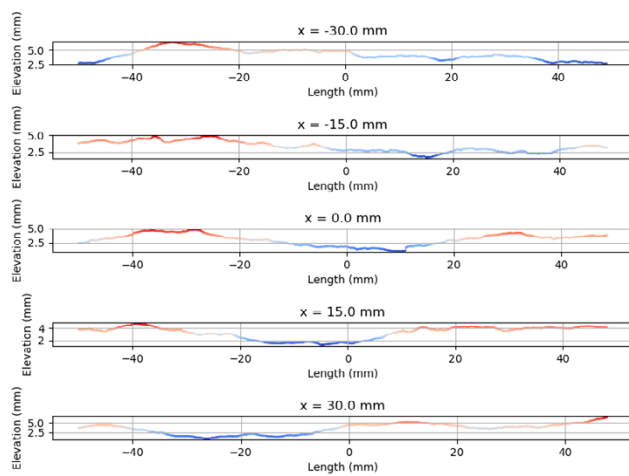 x = -30.0 mm
Elevation (mm)
5.0
2.5
−40 −20 0 20 40
Length (mm)
x = -15.0 mm
Elevation (mm)
5.0
2.5
−40 −20 0 20 40
Length (mm)
x = 0.0 mm
Elevation (mm)
5.0
2.5
−40 −20 0 20 40
Length (mm)
x = 15.0 mm
Elevation (mm)
4
2
−40 −20 0 20 40
Length (mm)
x = 30.0 mm
Elevation (mm)
5.0
2.5
−40 −20 0 20 40
Length (mm)